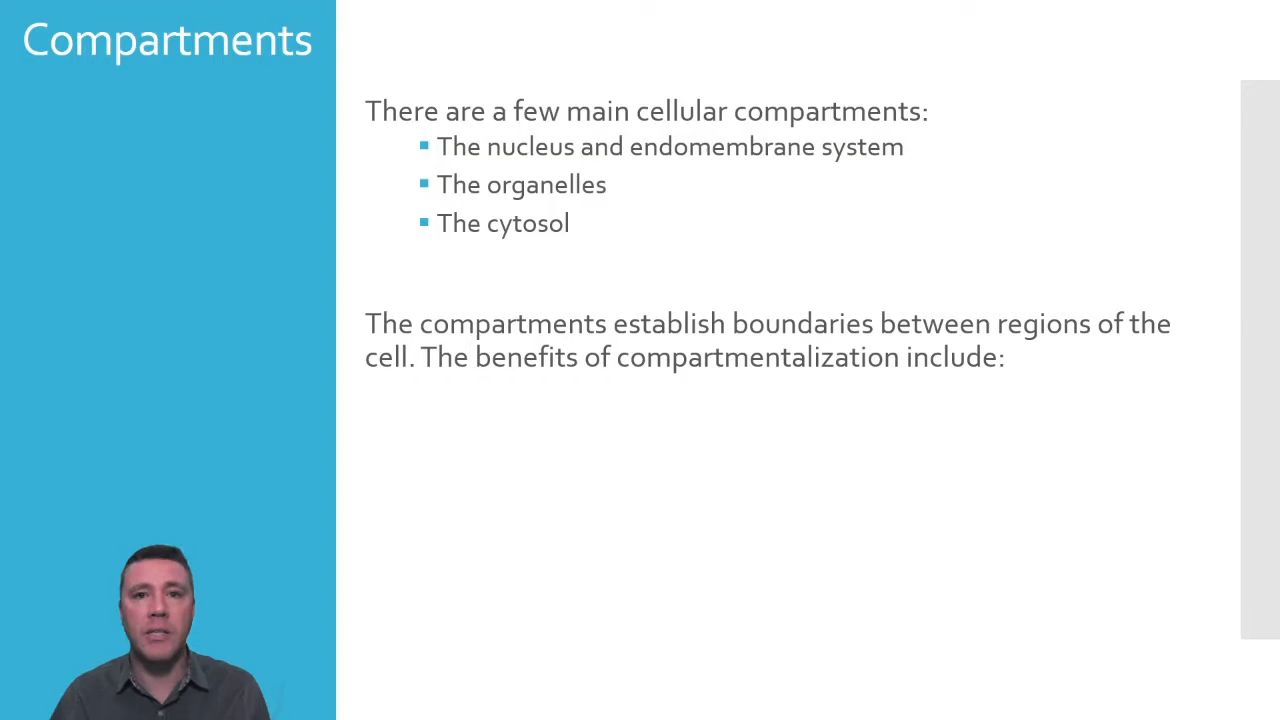 Compartments
There are a few main cellular compartments:
The nucleus and endomembrane system
The organelles
The cytosol
The compartments establish boundaries between regions of the
cell. The benefits of compartmentalization include: